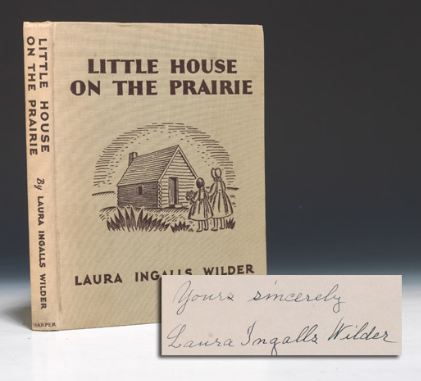 LITTLE HOUSE
ON THE PRAIRIE
By LAURA INGALLS WILDER
HARPER
LITTLE HOUSE
ON THE PRAIRIE
LAURA INGALLS WILDER
Yours sincerely
Laura Ingalls Wilder